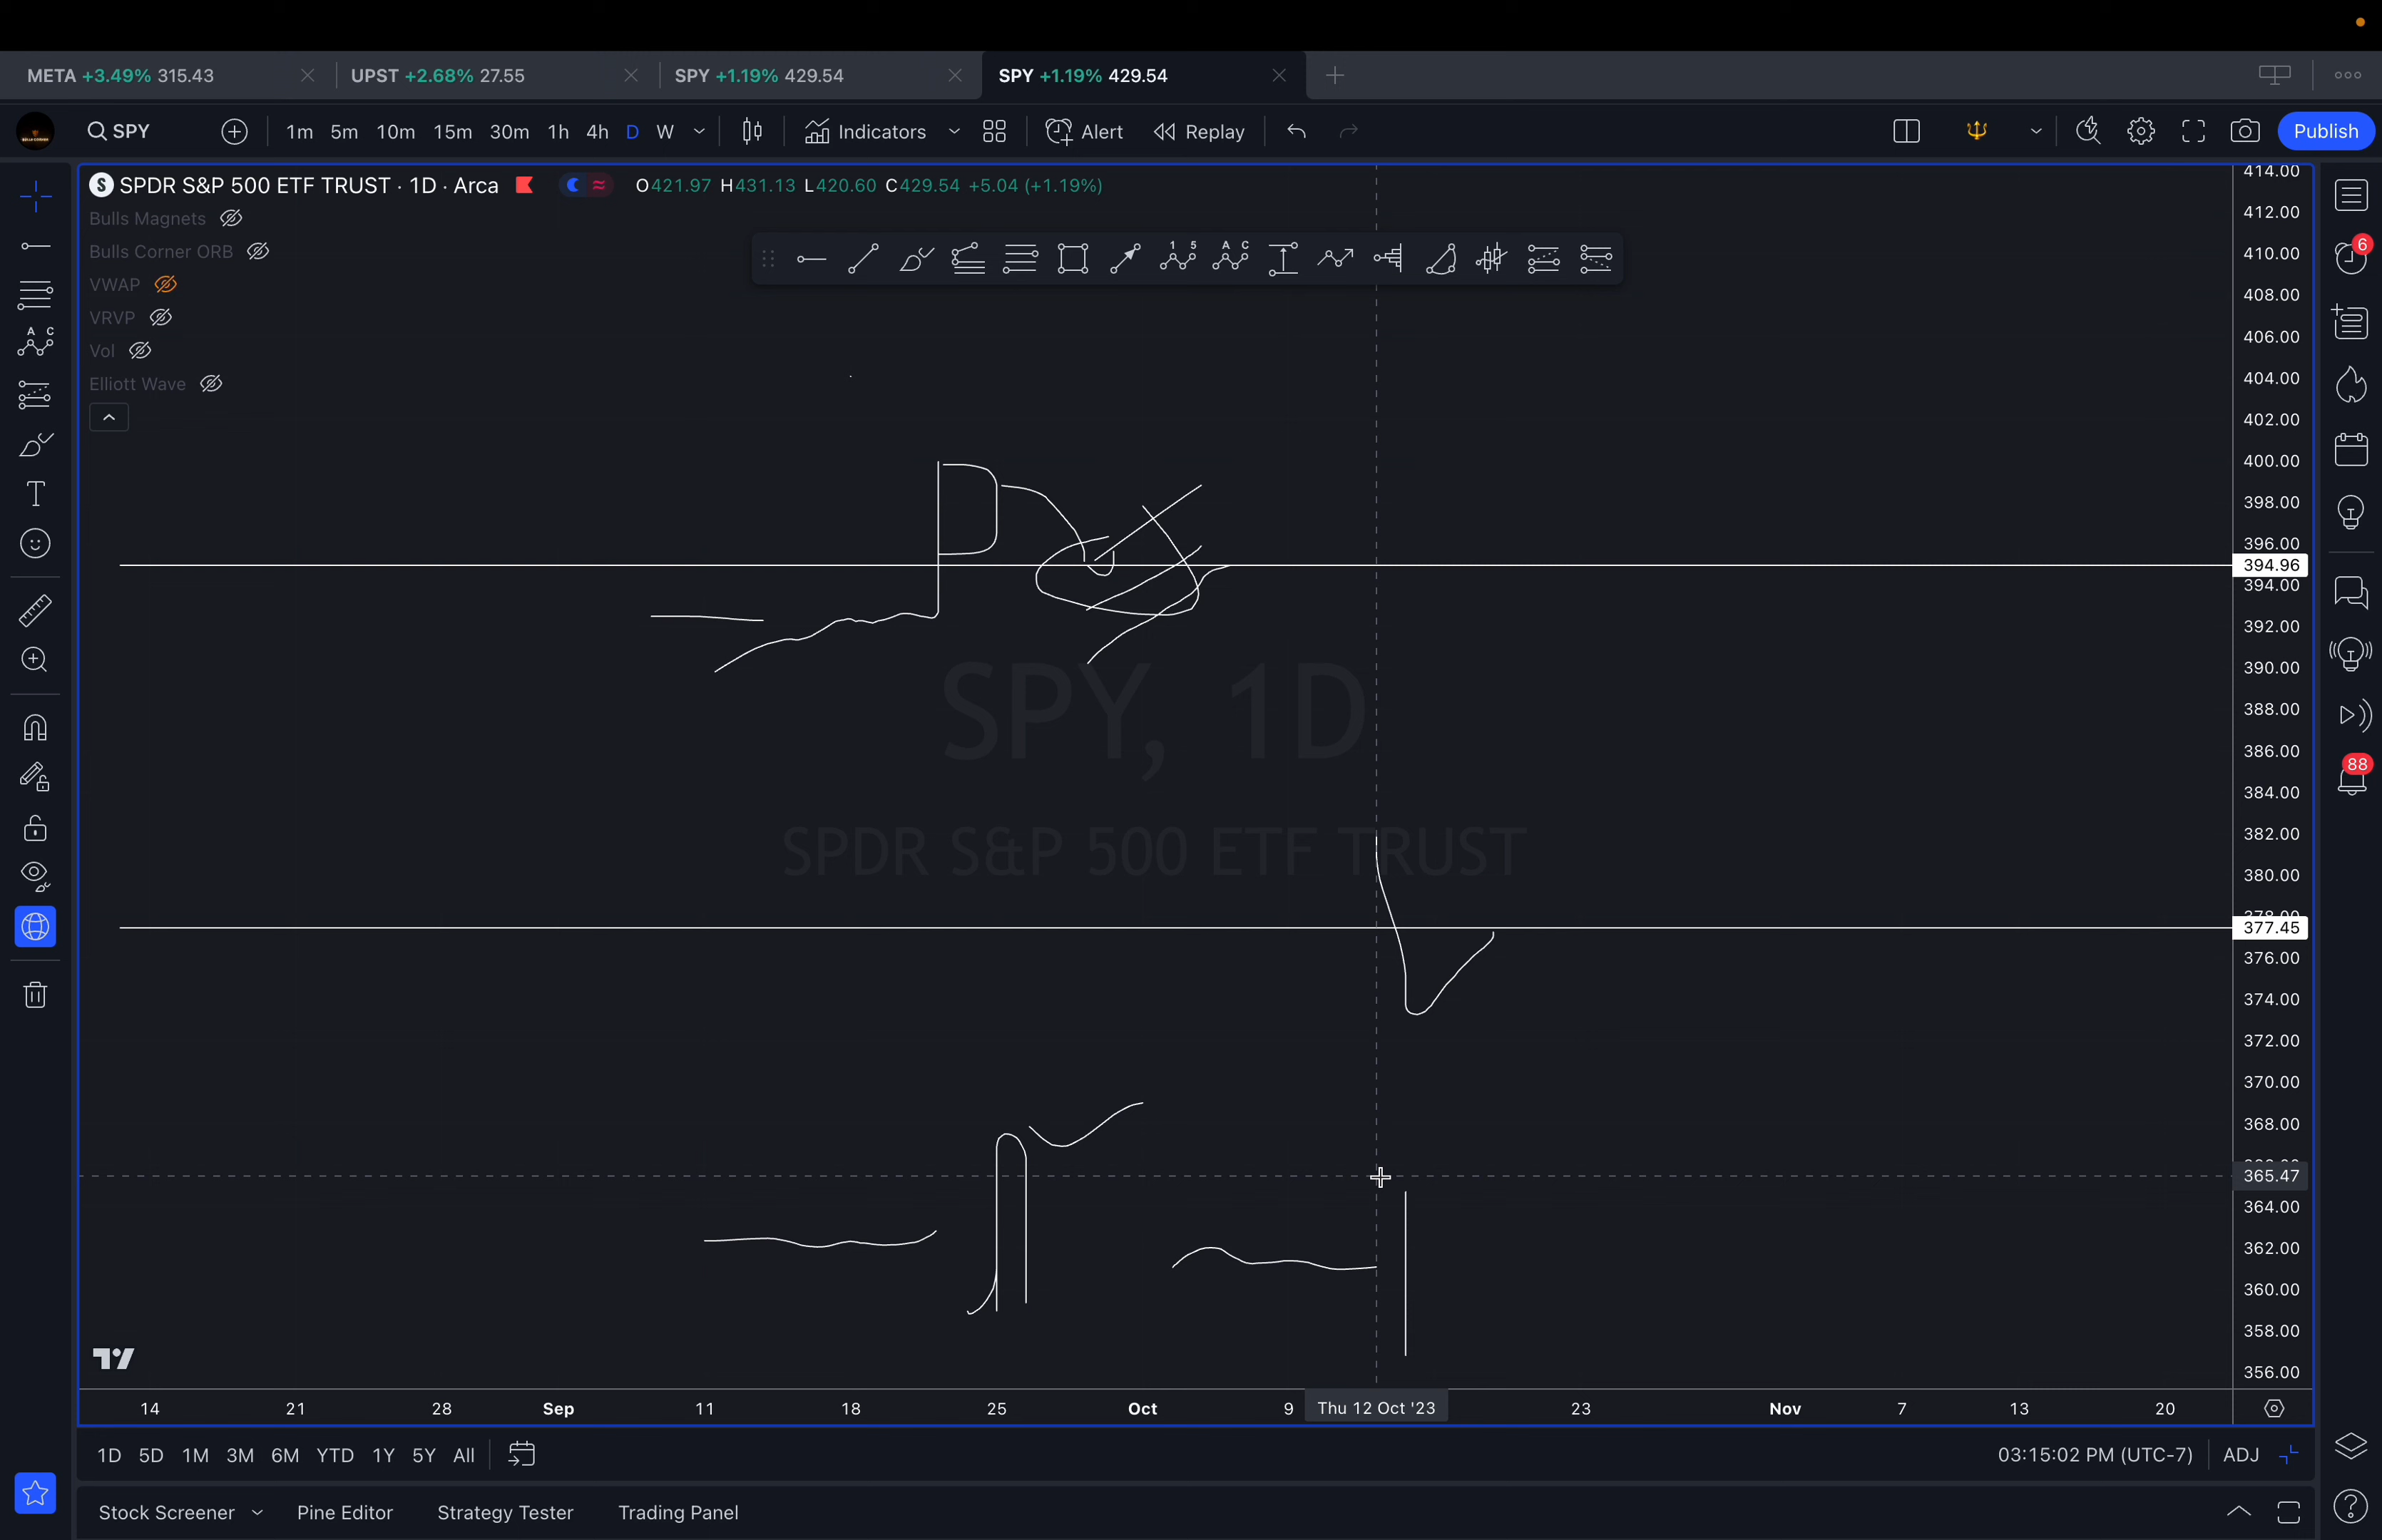 META +3.49% 315.43
UPST +2.68% 27.55
SPY +1.19% 429.54
SPY +1.19% 429.54
SPY
1m 5m 10m 15m 30m 1h 4h D W
Indicators
Alert
Replay
Publish
S SPDR S&P 500 ETF TRUST · 1D · Arca
O421.97 H431.13 L420.60 C429.54 +5.04 (+1.19%)
Bulls Magnets
Bulls Corner ORB
VWAP
VRVP
Vol
Elliott Wave
1 5
A C
A C
T
SPY, 1D
SPDR S&P 500 ETF TRUST
414.00
412.00
410.00
408.00
406.00
404.00
402.00
400.00
398.00
396.00
394.96
394.00
392.00
390.00
388.00
386.00
384.00
382.00
380.00
378.00
377.45
376.00
374.00
372.00
370.00
368.00
365.47
364.00
362.00
360.00
358.00
356.00
6
88
14 21 28 Sep 11 18 25 Oct 9 Thu 12 Oct '23 23 Nov 7 13 20
1D 5D 1M 3M 6M YTD 1Y 5Y All
03:15:02 PM (UTC-7)
ADJ
Stock Screener
Pine Editor
Strategy Tester
Trading Panel